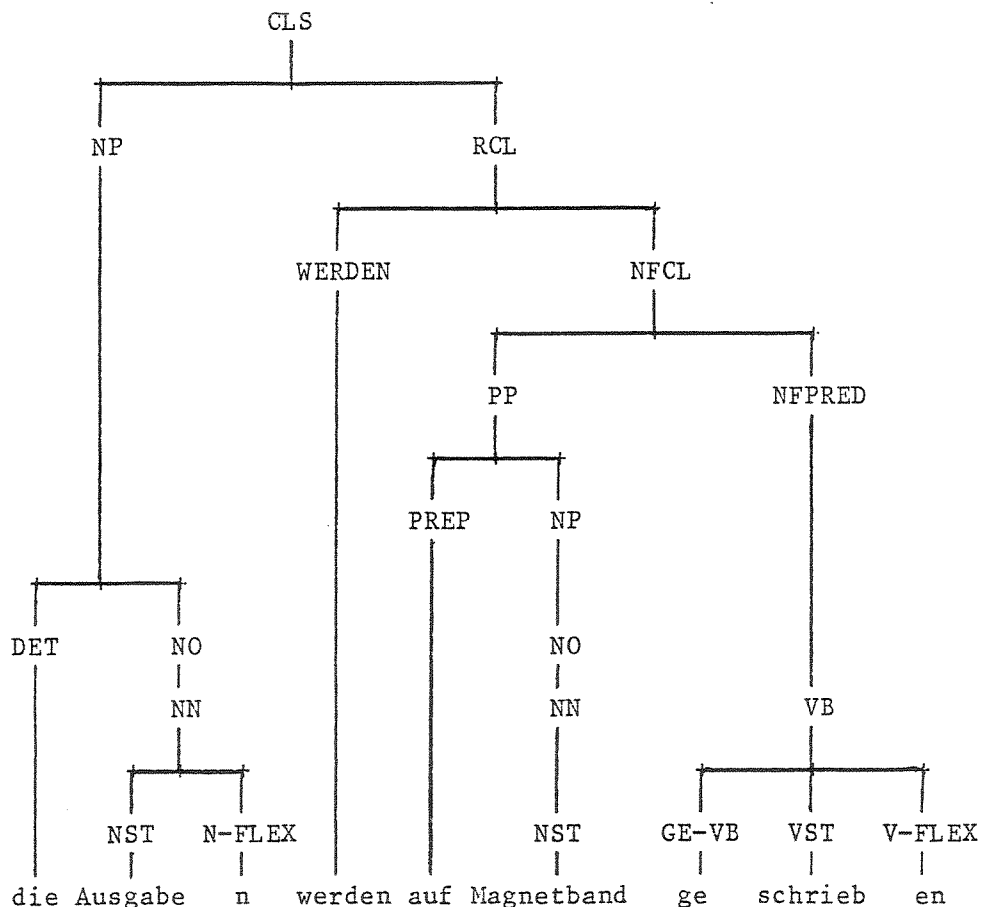 CLS
NP RCL
WERDEN NFCL
PP NFPRED
PREP NP
DET NO NO
NN NN VB
NST N-FLEX NST GE-VB VST V-FLEX
die Ausgabe n werden auf Magnetband ge schrieb en